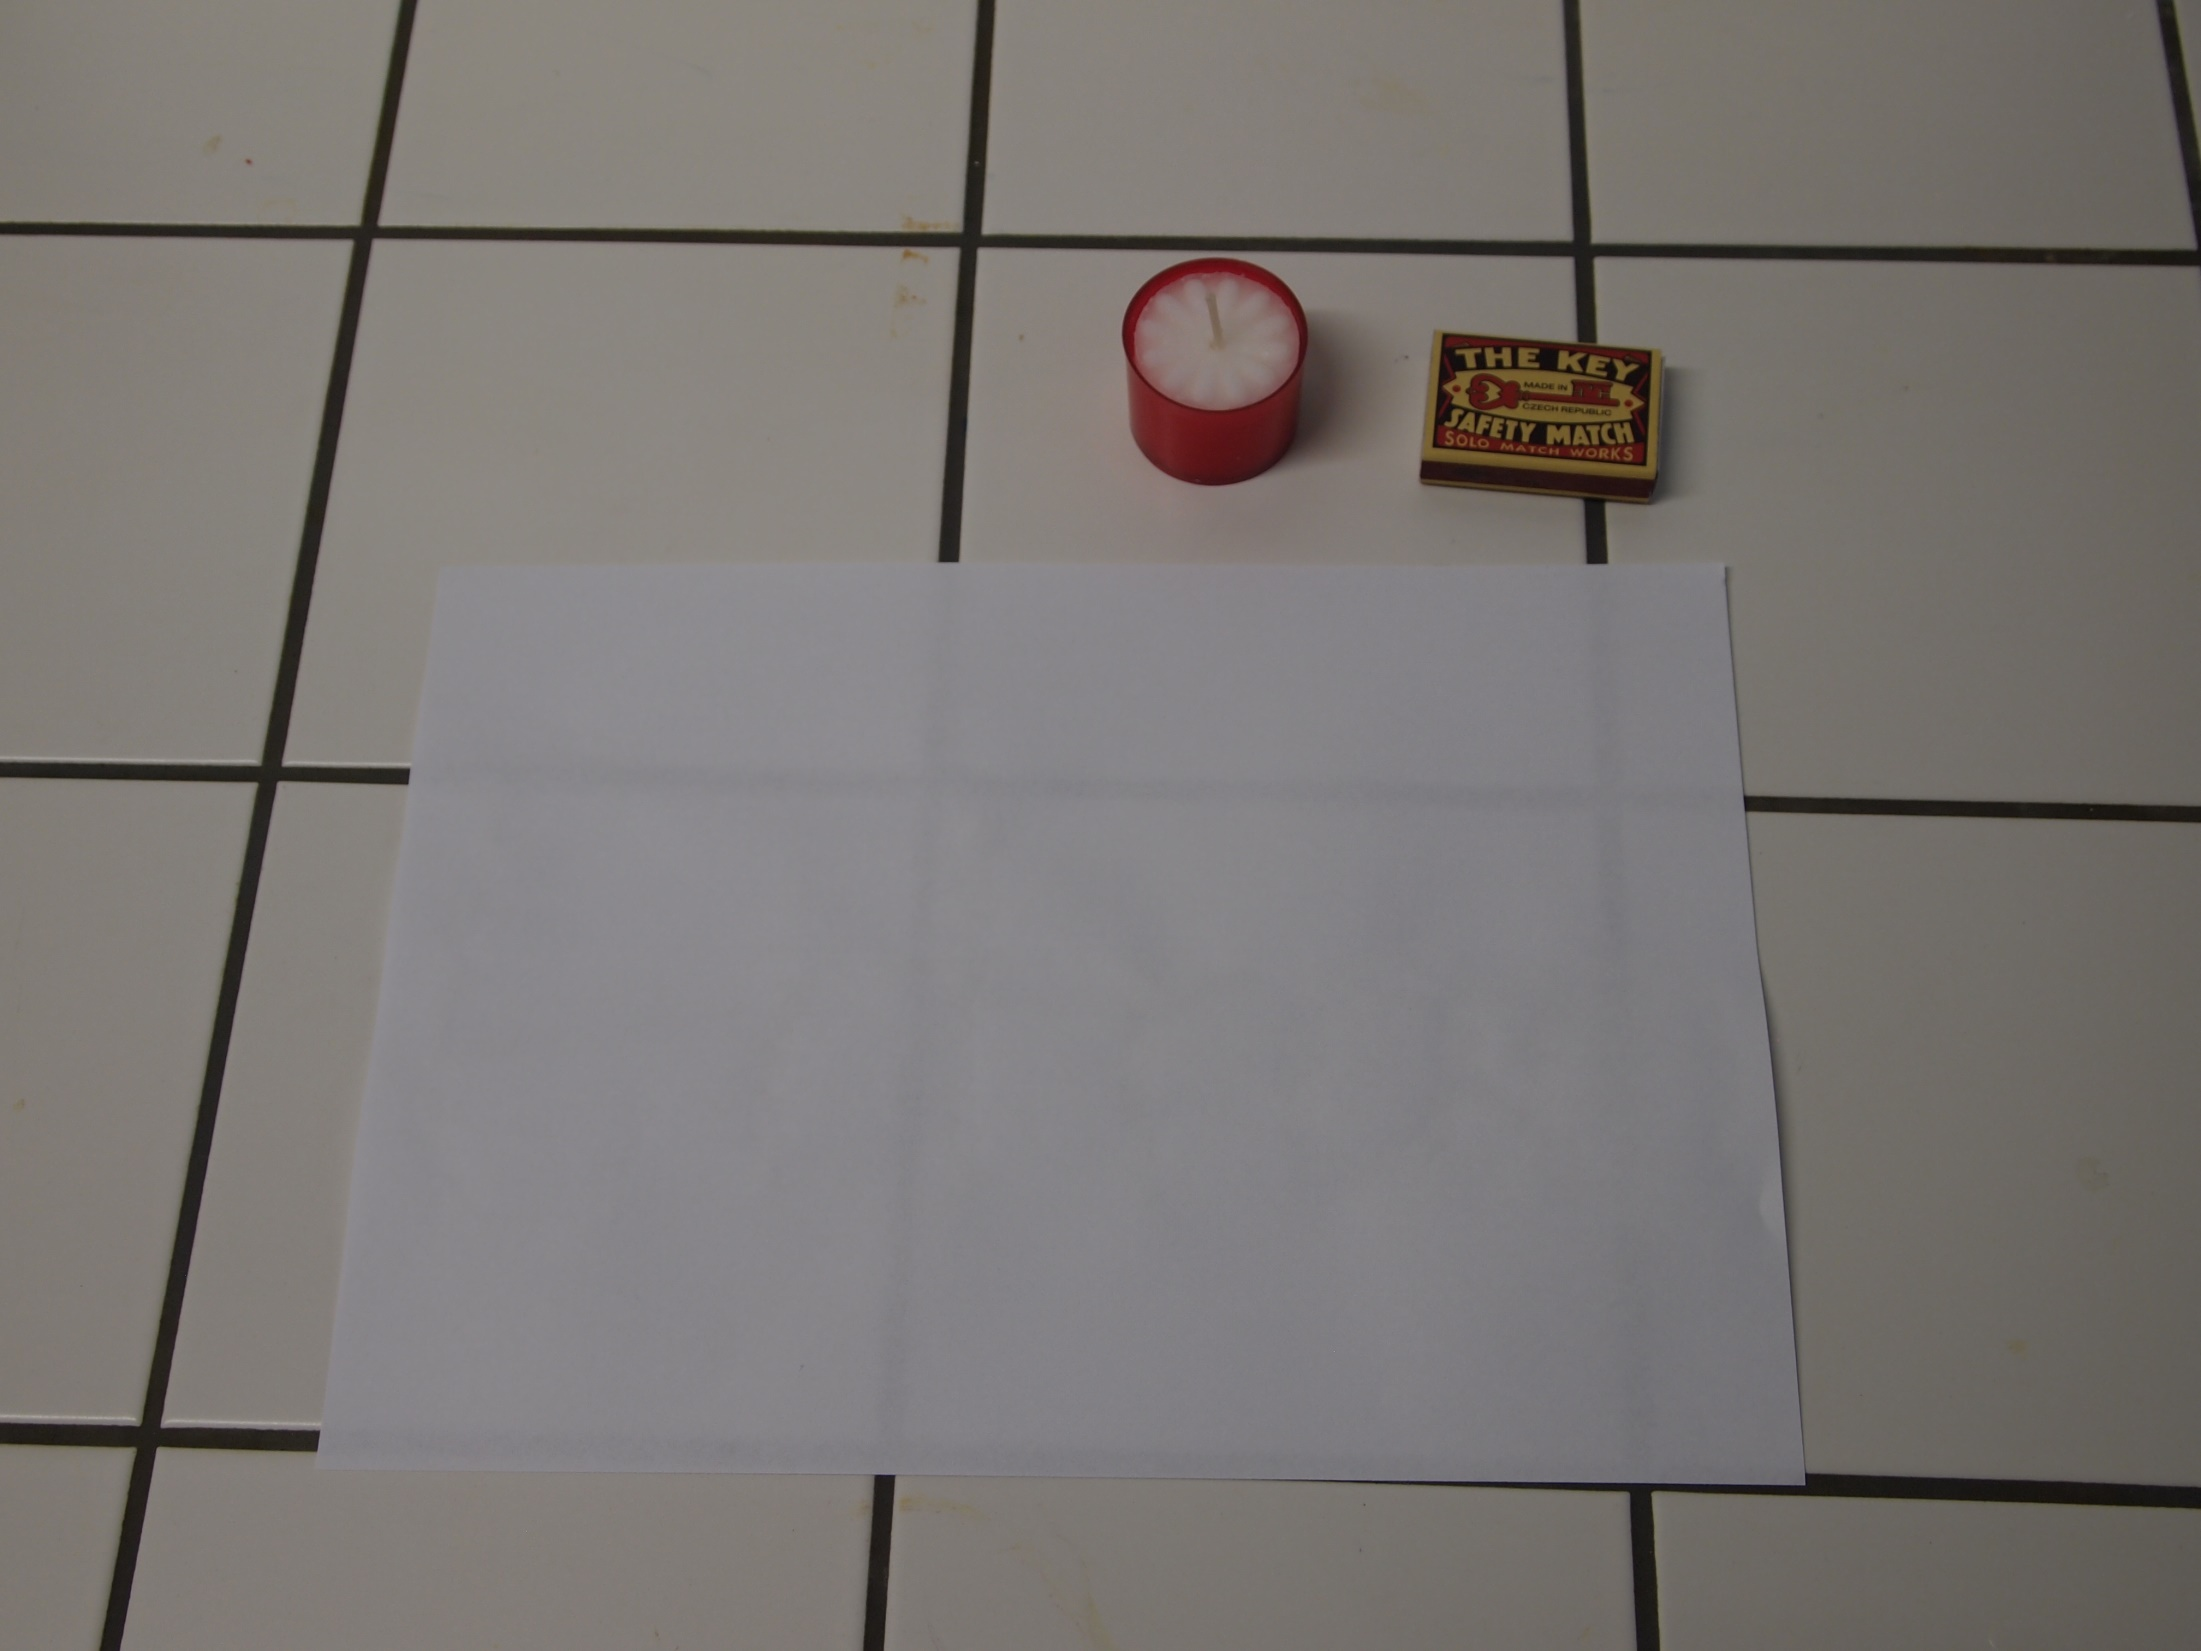 THE KEY
MADE IN
CZECH REPUBLIC
SAFETY MATCH
SOLO MATCH WORKS